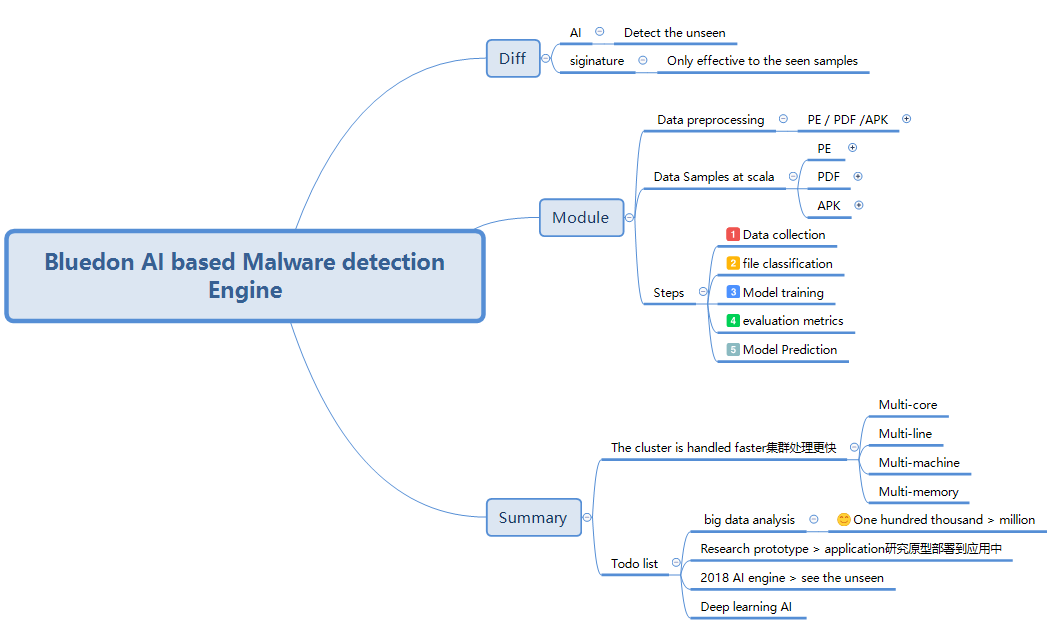 Bluedon AI based Malware detection
Engine
Diff
AI
Detect the unseen
siginature
Only effective to the seen samples
Module
Data preprocessing
PE / PDF /APK
Data Samples at scala
PE
PDF
APK
Steps
1 Data collection
2 file classification
3 Model training
4 evaluation metrics
5 Model Prediction
Summary
The cluster is handled faster集群处理更快
Multi-core
Multi-line
Multi-machine
Multi-memory
Todo list
big data analysis
😊 One hundred thousand > million
Research prototype > application研究原型部署到应用中
2018 AI engine > see the unseen
Deep learning AI